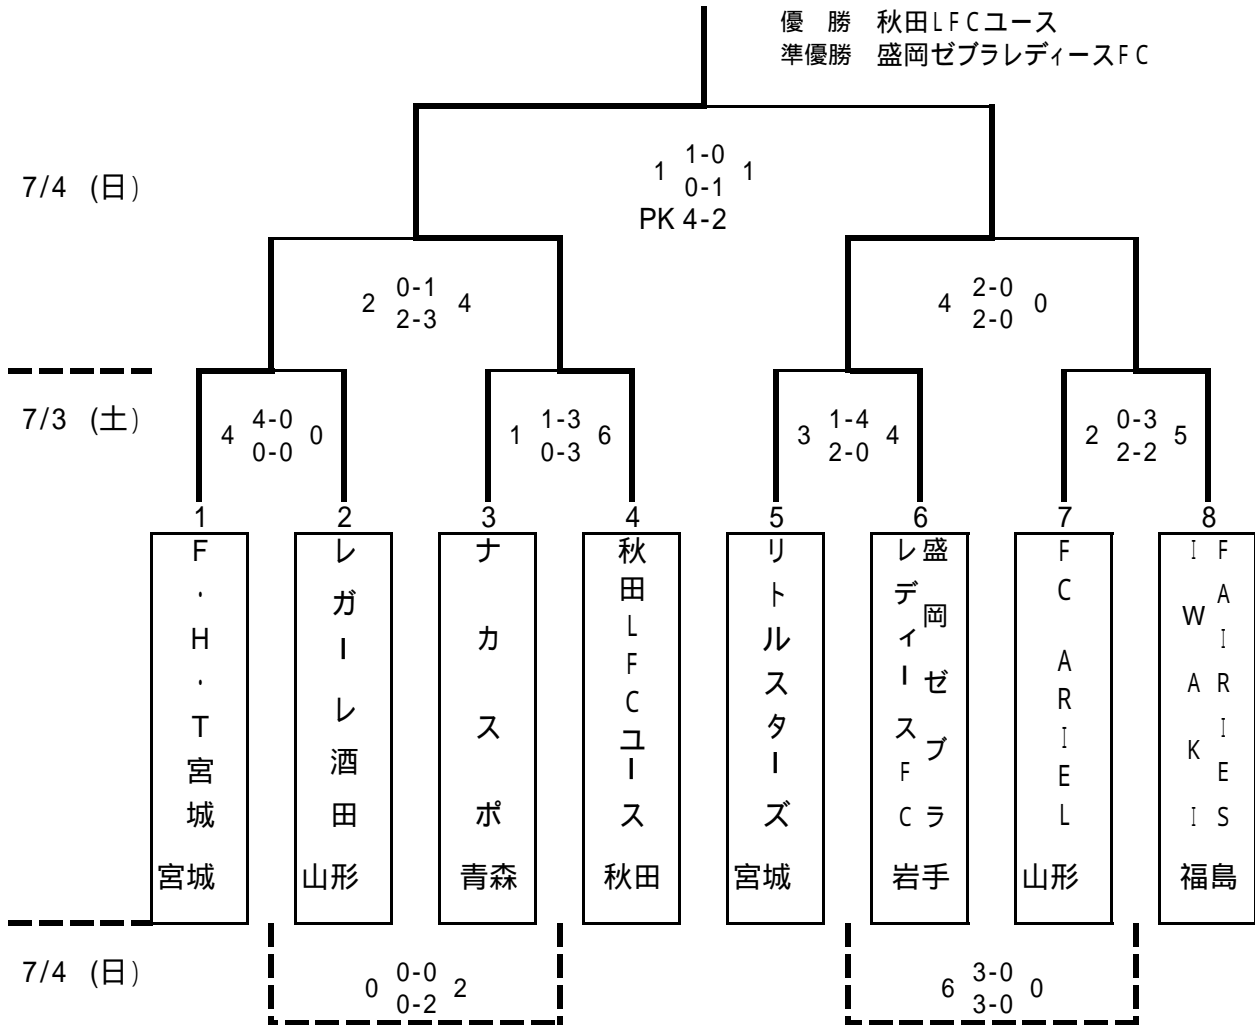 優　勝　秋田LFCユース
準優勝　盛岡ゼブラレディースFC
7/4 (日)
1-0
1 1
0-1
PK 4-2
0-1 2-0
2 4 4 0
2-3 2-0
7/3 (土)
4-0 1-3 1-4 0-3
4 0 1 6 3 4 2 5
0-0 0-3 2-0 2-2
1 2 3 4 5 6 7 8
F・H・T宮城
宮城
レガーレ酒田
山形
ナカスポ
青森
秋田LFCユース
秋田
リトルスターズ
宮城
盛岡ゼブラ
レディースFC
岩手
FC ARIEL
山形
IWAKI
FAIRIES
福島
7/4 (日)
0-0 3-0
0 2 6 0
0-2 3-0